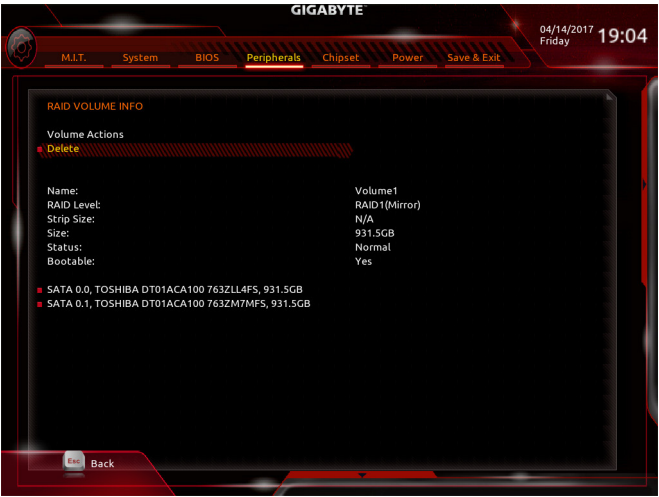 GIGABYTE
04/14/2017 19:04
Friday
M.I.T. System BIOS Peripherals Chipset Power Save & Exit
RAID VOLUME INFO
Volume Actions
Delete
Name: Volume1
RAID Level: RAID1(Mirror)
Strip Size: N/A
Size: 931.5GB
Status: Normal
Bootable: Yes
SATA 0.0, TOSHIBA DT01ACA100 763ZLL4FS, 931.5GB
SATA 0.1, TOSHIBA DT01ACA100 763ZM7MFS, 931.5GB
Esc Back